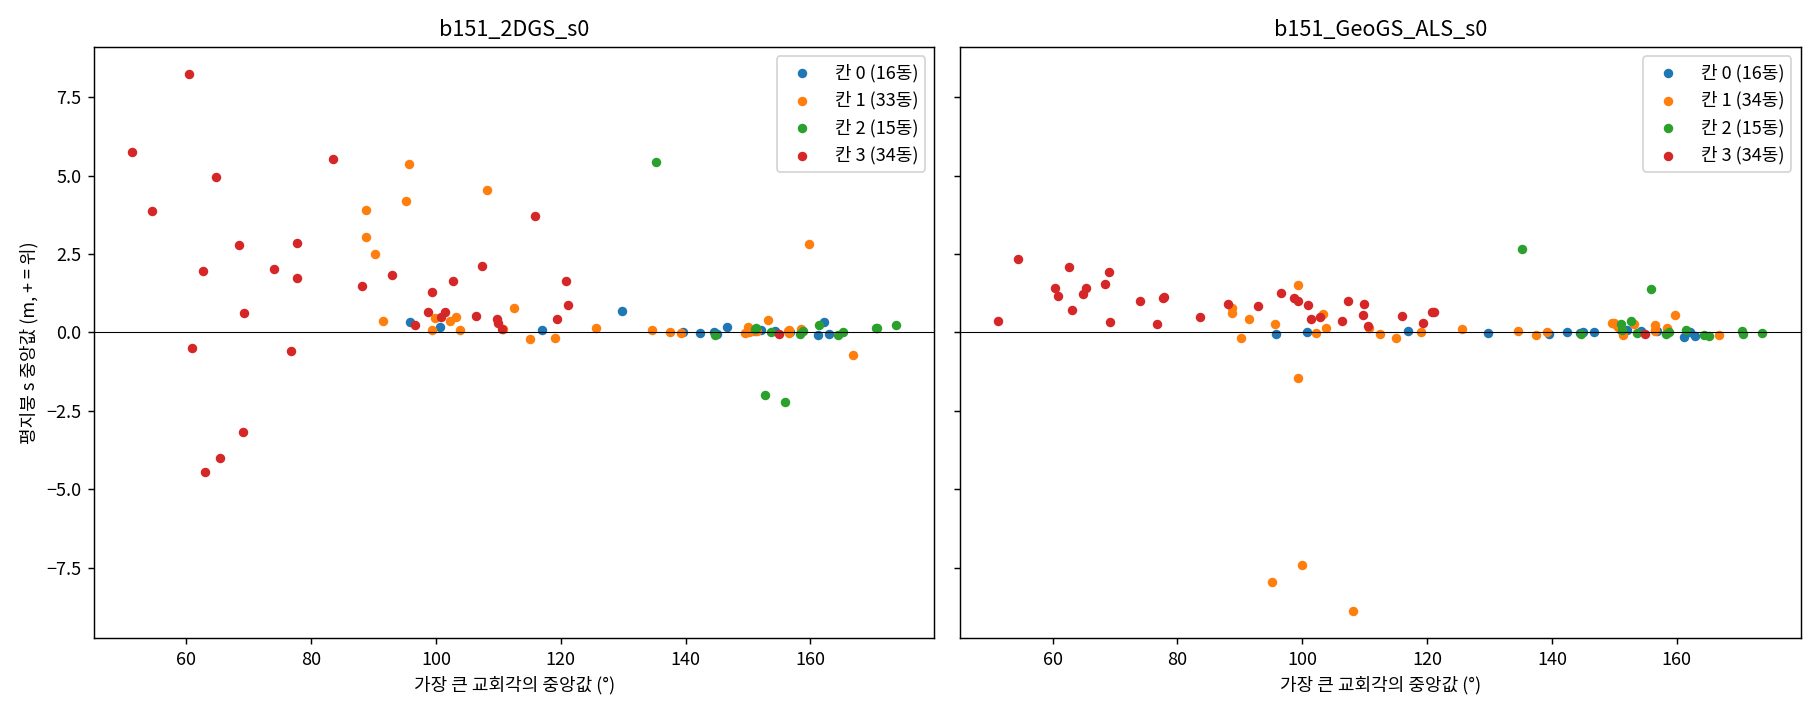 b151_2DGS_s0
칸 0 (16동)
칸 1 (33동)
칸 2 (15동)
칸 3 (34동)
평지붕 s 중앙값 (m, + = 위)
7.5
5.0
2.5
0.0
−2.5
−5.0
−7.5
60 80 100 120 140 160
가장 큰 교회각의 중앙값 (°)
b151_GeoGS_ALS_s0
칸 0 (16동)
칸 1 (34동)
칸 2 (15동)
칸 3 (34동)
60 80 100 120 140 160
가장 큰 교회각의 중앙값 (°)